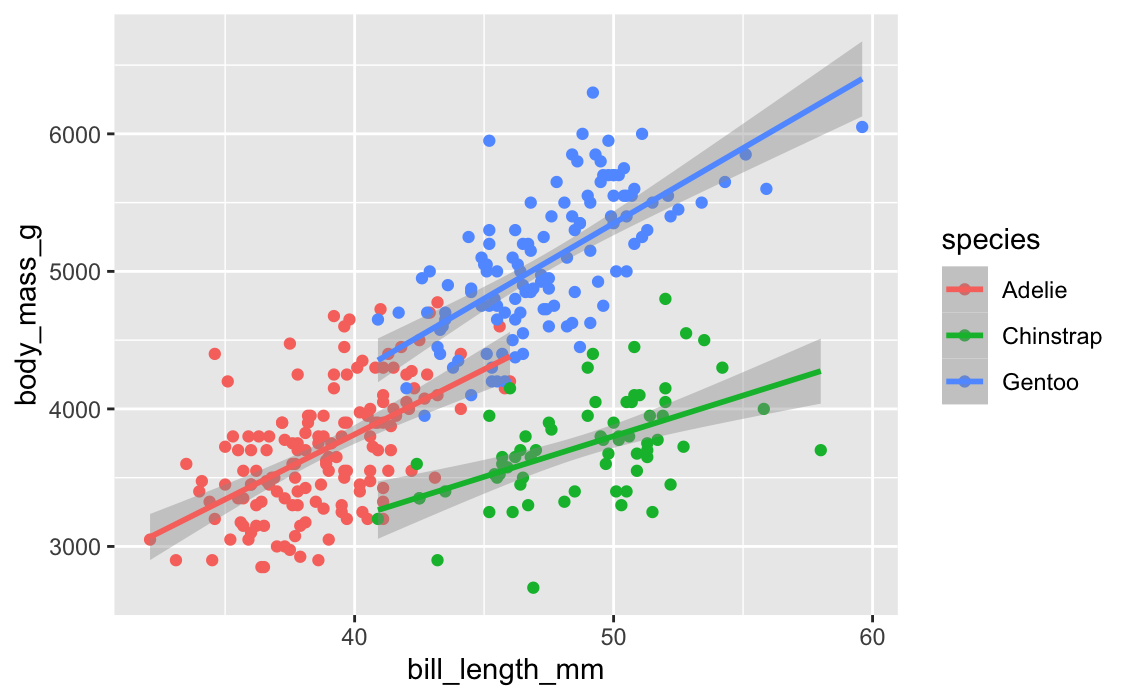 6000
5000
4000
3000
body_mass_g
40
50
60
bill_length_mm
species
Adelie
Chinstrap
Gentoo